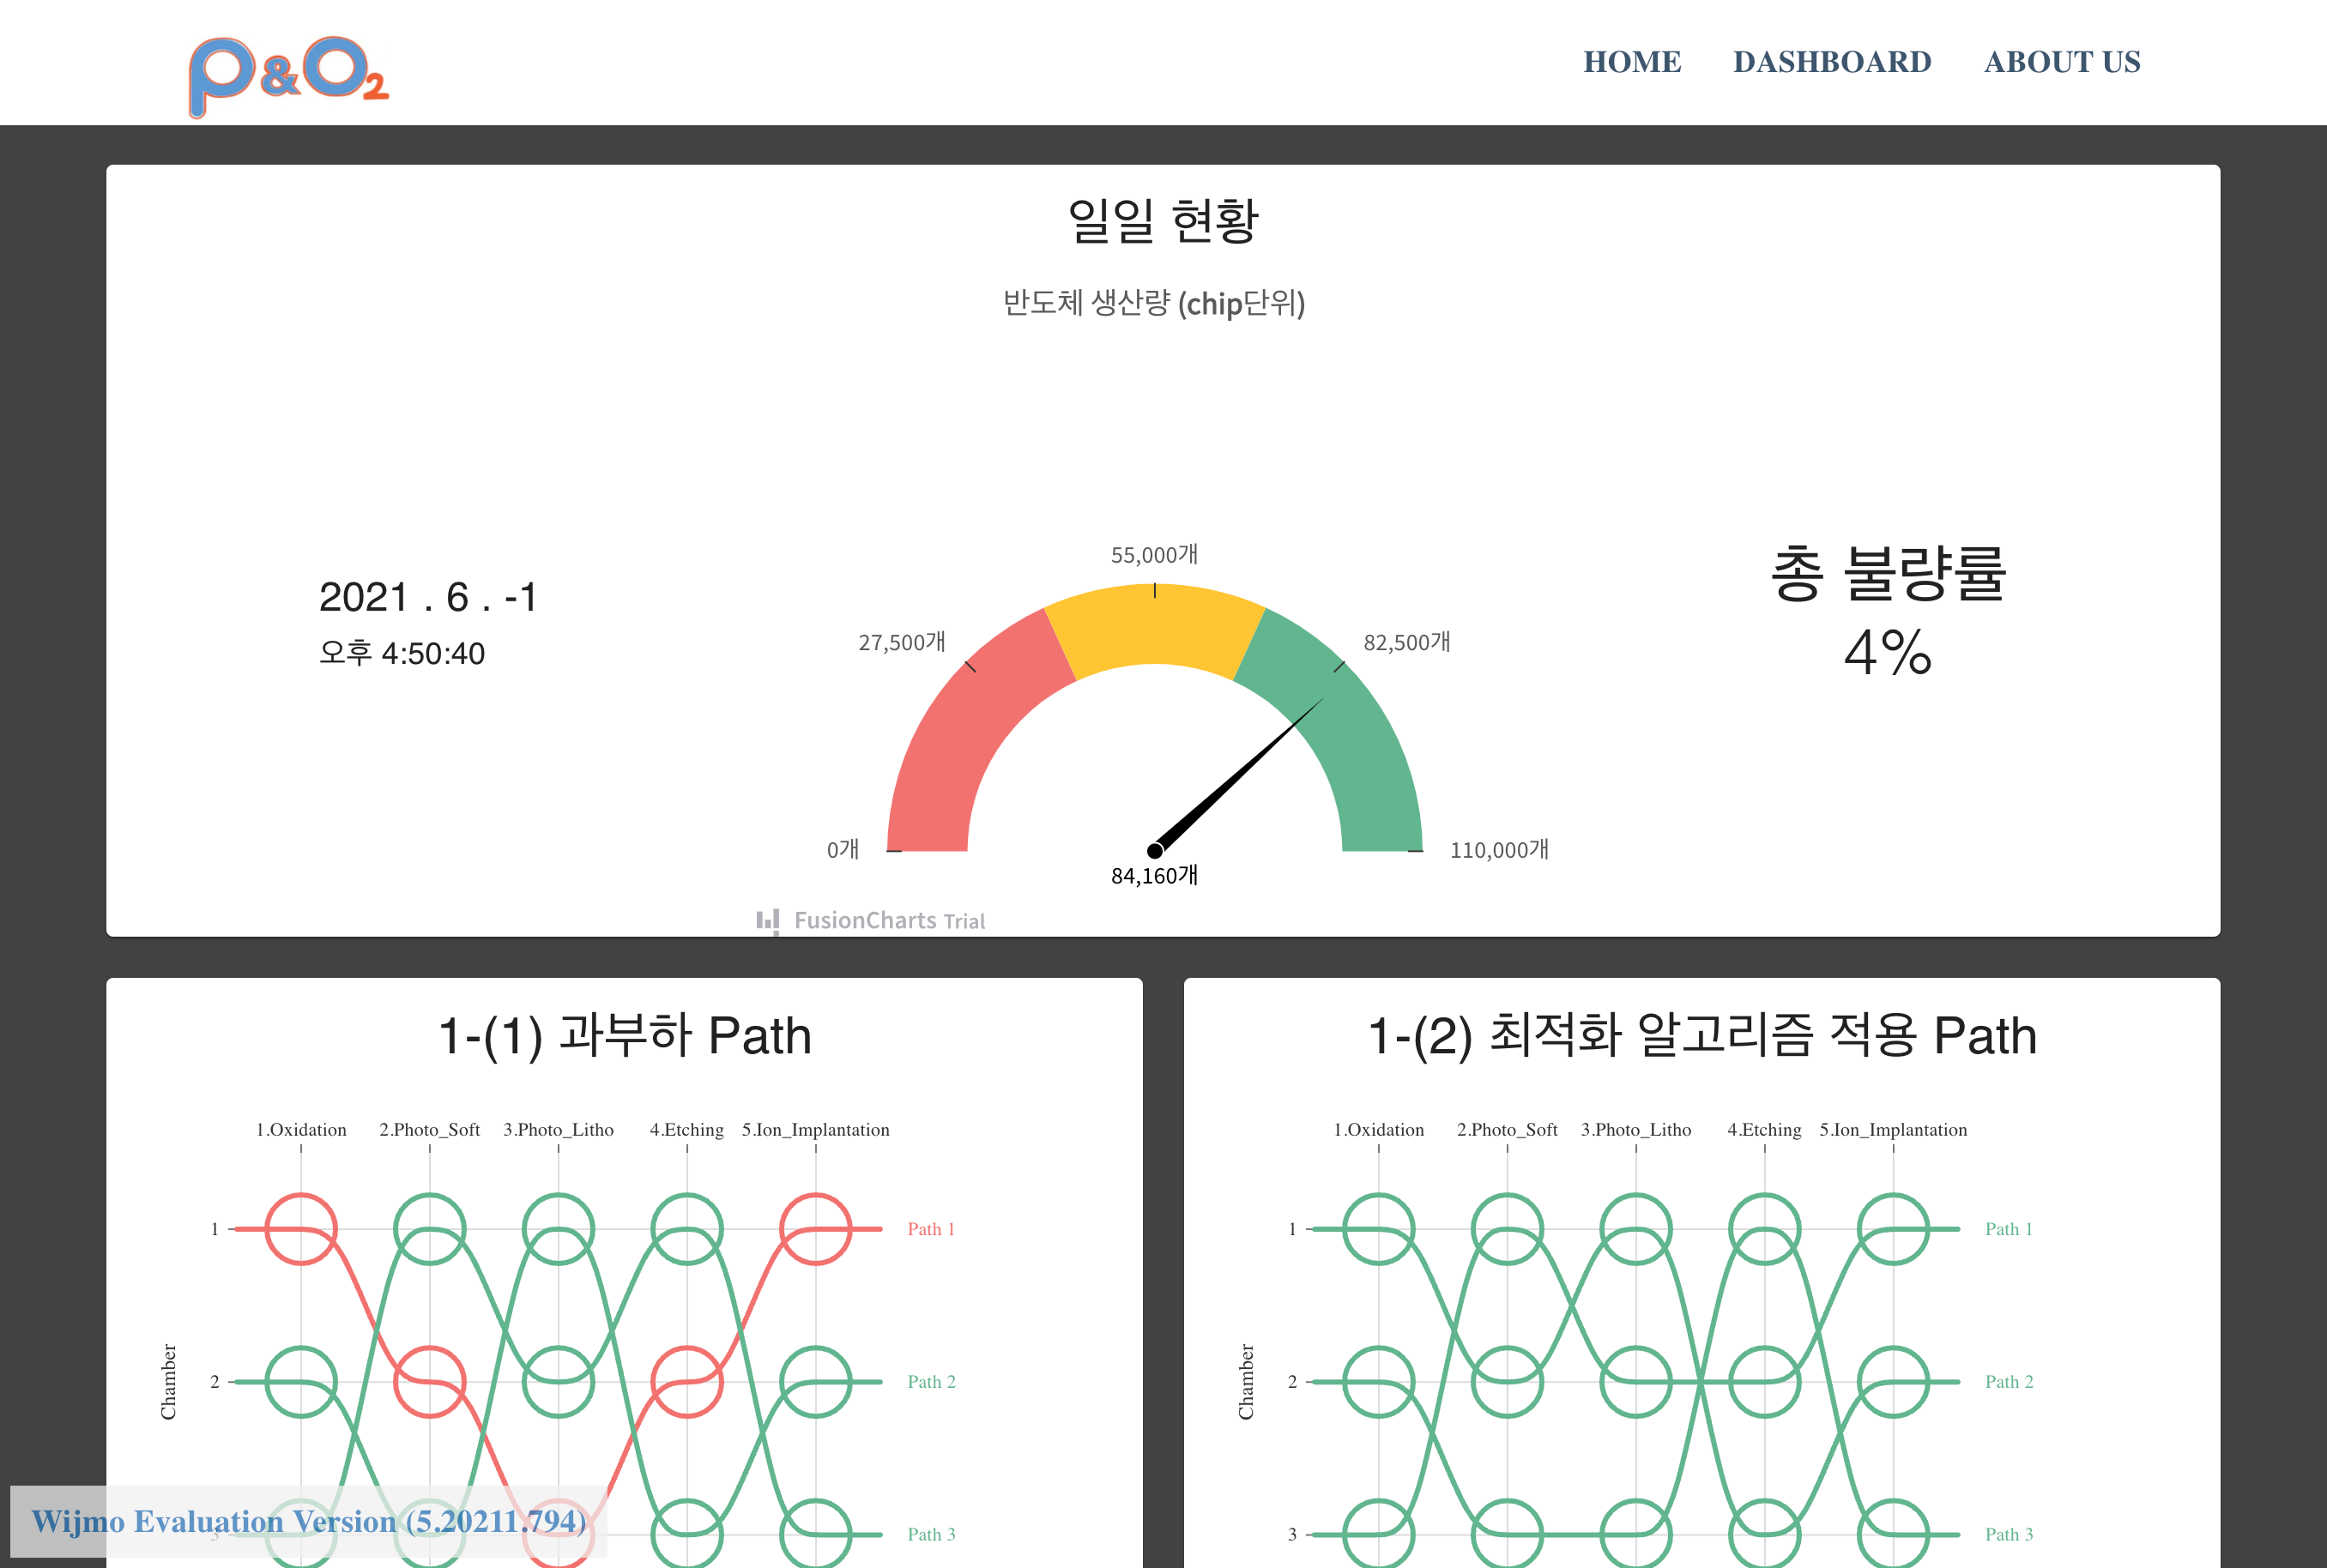 P&O2
HOME DASHBOARD ABOUT US
일일 현황
반도체 생산량 (chip단위)
2021 . 6 . -1
오후 4:50:40
0개
27,500개
55,000개
82,500개
110,000개
84,160개
총 불량률
4%
FusionCharts Trial
1-(1) 과부하 Path
1.Oxidation 2.Photo_Soft 3.Photo_Litho 4.Etching 5.Ion_Implantation
Chamber
1
2
3
Path 1
Path 2
Path 3
1-(2) 최적화 알고리즘 적용 Path
1.Oxidation 2.Photo_Soft 3.Photo_Litho 4.Etching 5.Ion_Implantation
Chamber
1
2
3
Path 1
Path 2
Path 3
Wijmo Evaluation Version (5.20211.794)